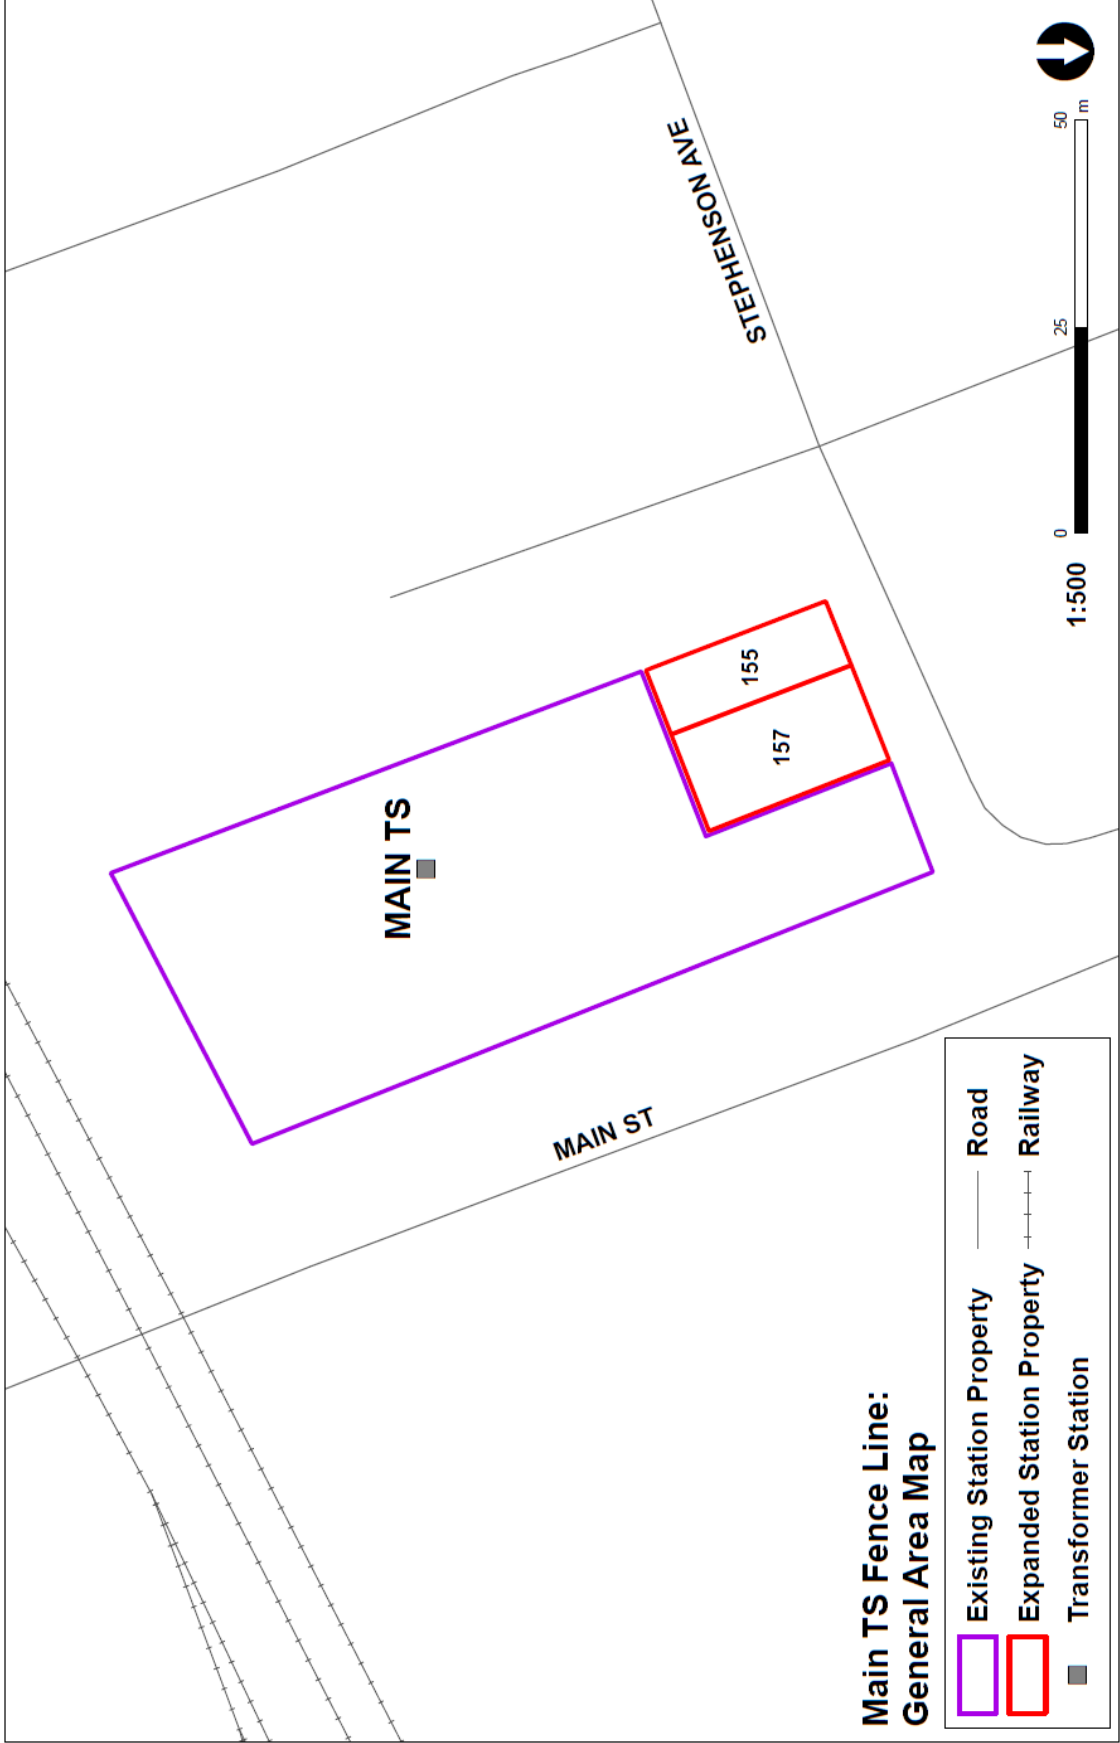 MAIN TS
155
157
STEPHENSON AVE
MAIN ST
Main TS Fence Line:
General Area Map
Existing Station Property
Road
Expanded Station Property
Railway
Transformer Station
1:500
0
25
50
m